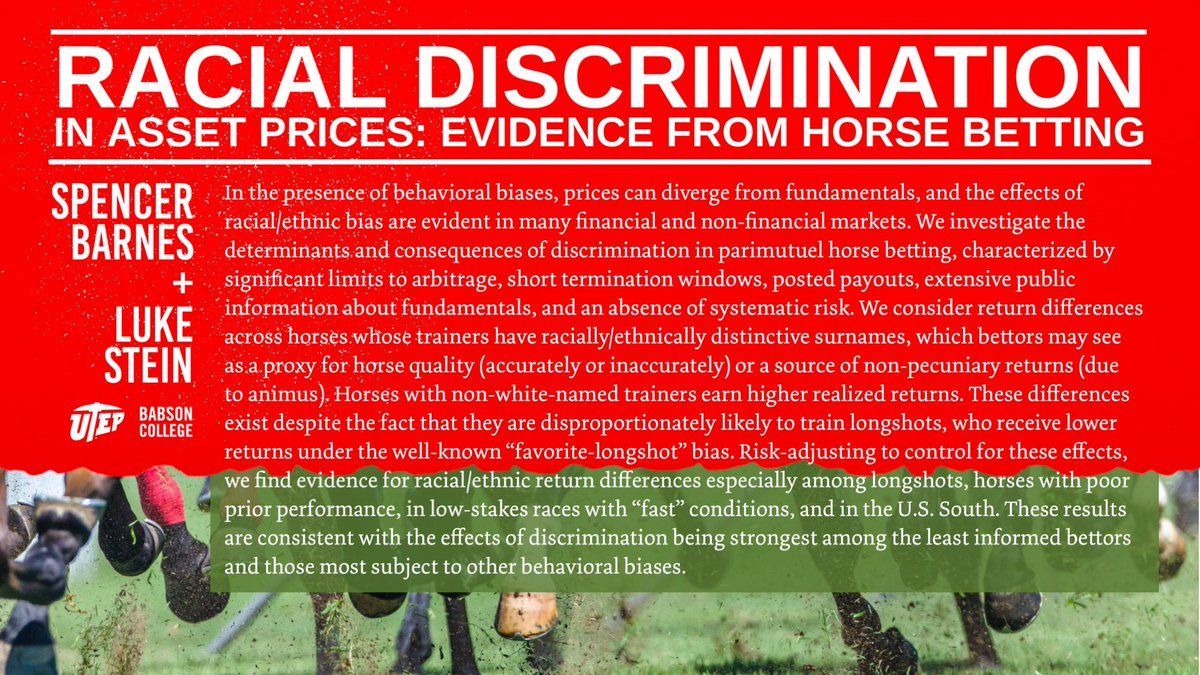 RACIAL DISCRIMINATION
IN ASSET PRICES: EVIDENCE FROM HORSE BETTING
SPENCER
BARNES
+
LUKE
STEIN
UTEP
BABSON
COLLEGE
In the presence of behavioral biases, prices can diverge from fundamentals, and the effects of
racial/ethnic bias are evident in many financial and non-financial markets. We investigate the
determinants and consequences of discrimination in parimutuel horse betting, characterized by
significant limits to arbitrage, short termination windows, posted payouts, extensive public
information about fundamentals, and an absence of systematic risk. We consider return differences
across horses whose trainers have racially/ethnically distinctive surnames, which bettors may see
as a proxy for horse quality (accurately or inaccurately) or a source of non-pecuniary returns (due
to animus). Horses with non-white-named trainers earn higher realized returns. These differences
exist despite the fact that they are disproportionately likely to train longshots, who receive lower
returns under the well-known “favorite-longshot” bias. Risk-adjusting to control for these effects,
we find evidence for racial/ethnic return differences especially among longshots, horses with poor
prior performance, in low-stakes races with “fast” conditions, and in the U.S. South. These results
are consistent with the effects of discrimination being strongest among the least informed bettors
and those most subject to other behavioral biases.